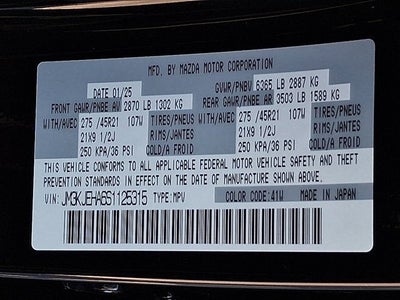 MFD. BY MAZDA MOTOR CORPORATION
DATE 01/25 GVWR/PNBV 6365 LB 2887 KG
FRONT GAWR/PNBE AV 2870 LB 1302 KG REAR GAWR/PNBE AR 3503 LB 1589 KG
WITH/AVEC 275 /45R21 107W TIRES/PNEUS WITH/AVEC 275 /45R21 107W TIRES/PNEUS
21X9 1/2J RIMS/JANTES 21X9 1/2J RIMS/JANTES
250 KPA/36 PSI COLD/A FROID 250 KPA/36 PSI COLD/A FROID
THIS VEHICLE CONFORMS TO ALL APPLICABLE FEDERAL MOTOR VEHICLE SAFETY AND THEFT
PREVENTION STANDARDS IN EFFECT ON THE DATE OF MANUFACTURE SHOWN ABOVE.
VIN: JM3KJEHA6S1125315 TYPE:MPV COLOR CODE:41W MADE IN JAPAN